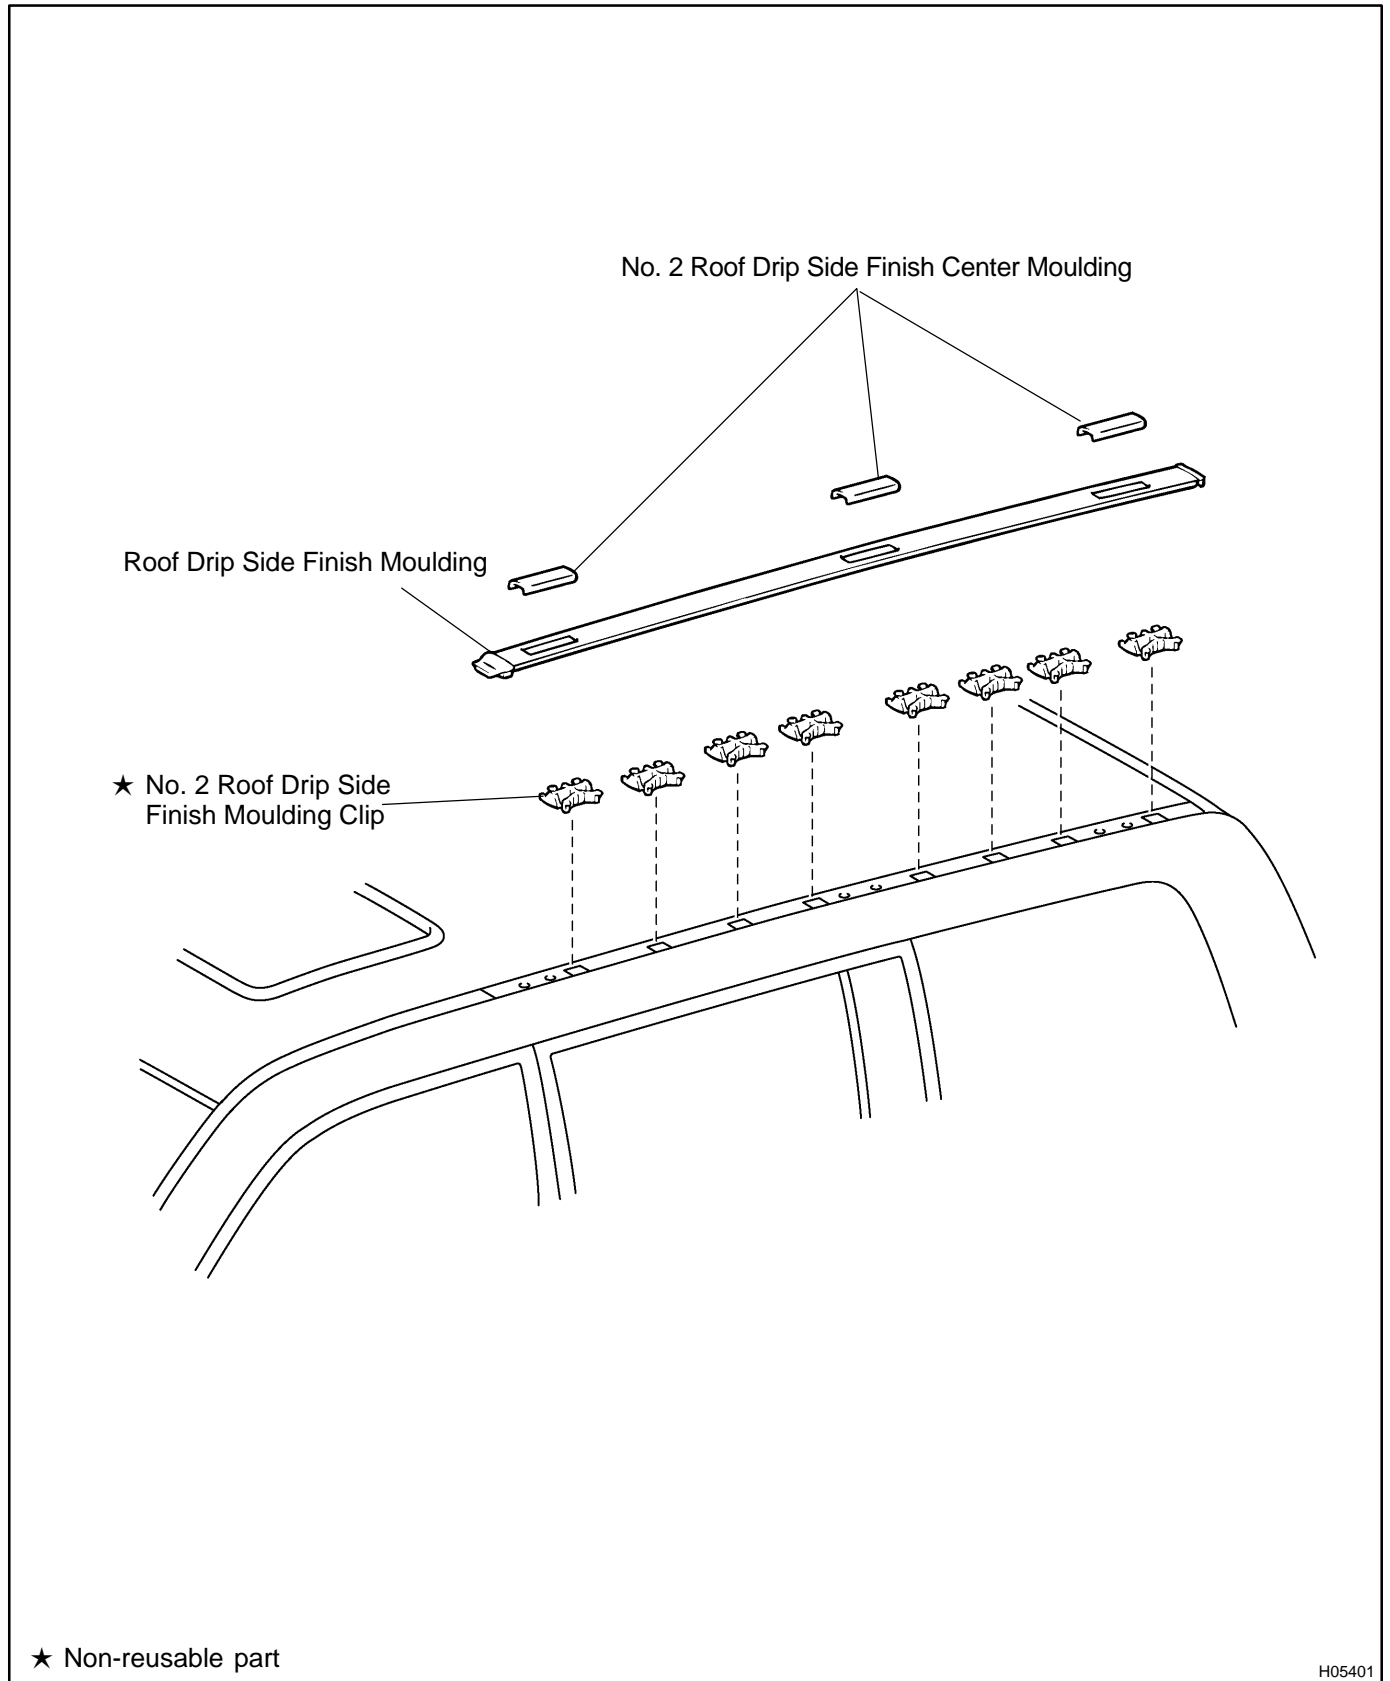 No. 2 Roof Drip Side Finish Center Moulding
Roof Drip Side Finish Moulding
★ No. 2 Roof Drip Side
Finish Moulding Clip
★ Non-reusable part
H05401